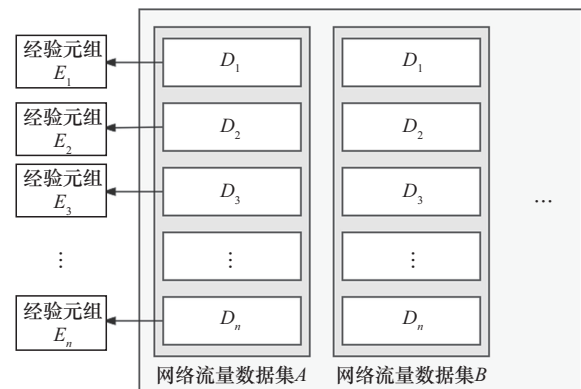 经验元组
E₁
D₁
D₁
经验元组
E₂
D₂
D₂
经验元组
E₃
D₃
D₃
…
⋮
⋮
⋮
经验元组
Eₙ
Dₙ
Dₙ
网络流量数据集A
网络流量数据集B